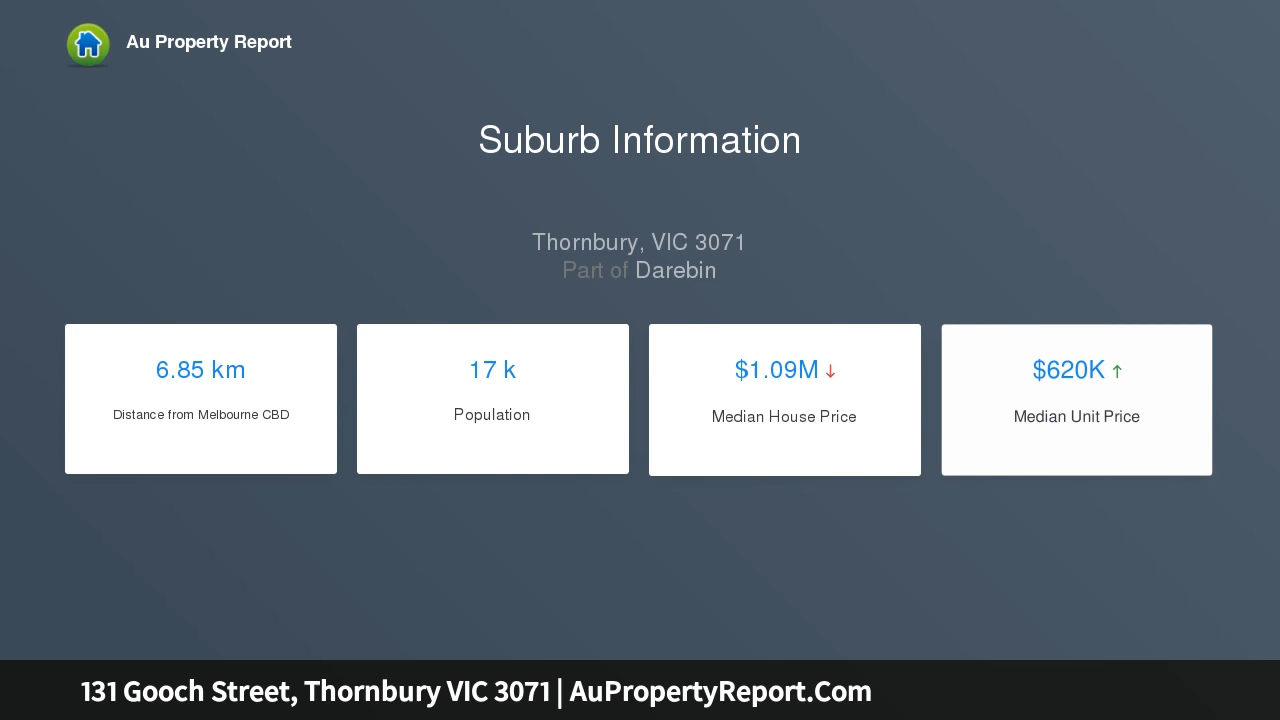 Au Property Report
Suburb Information
Thornbury, VIC 3071
Part of Darebin
6.85 km
Distance from Melbourne CBD
17 k
Population
$1.09M ↓
Median House Price
$620K ↑
Median Unit Price
131 Gooch Street, Thornbury VIC 3071 | AuPropertyReport.Com